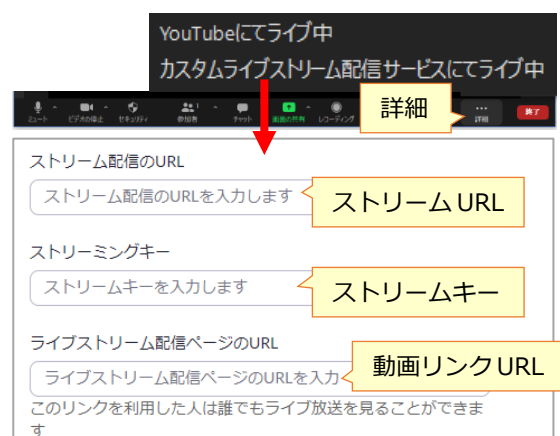 YouTubeにてライブ中
カスタムライブストリーム配信サービスにてライブ中
ミュート ビデオの停止 セキュリティ 参加者 1 チャット 画面の共有 レコーディング 詳細 詳細 終了
ストリーム配信のURL
ストリーム配信のURLを入力します ストリームURL
ストリーミングキー
ストリームキーを入力します ストリームキー
ライブストリーム配信ページのURL
ライブストリーム配信ページのURLを入力 動画リンクURL
このリンクを利用した人は誰でもライブ放送を見ることができま
す